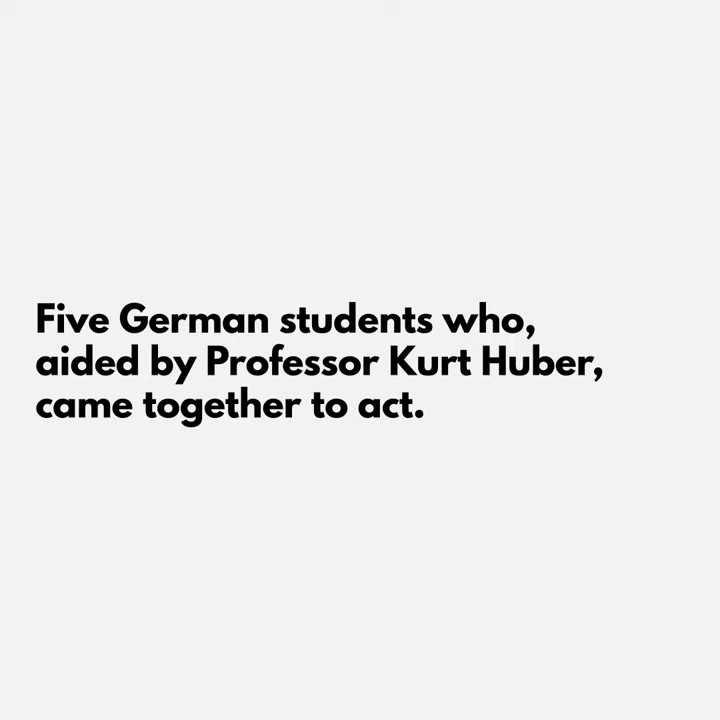 Five German students who,
aided by Professor Kurt Huber,
came together to act.